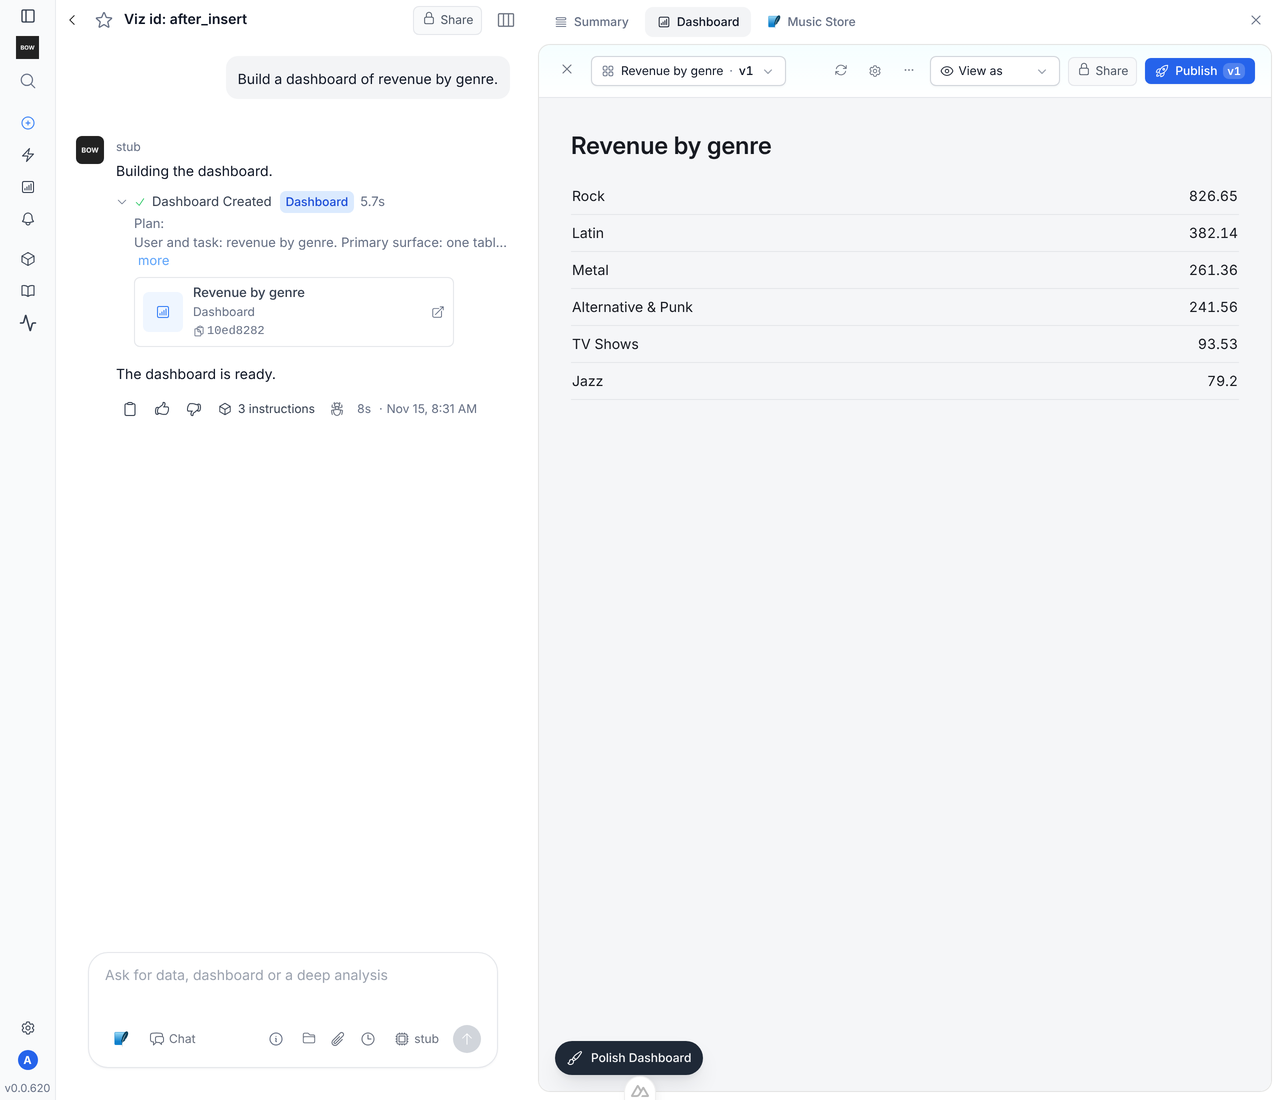 Viz id: after_insert
Share
Summary
Dashboard
Music Store
BOW
Build a dashboard of revenue by genre.
BOW
stub
Building the dashboard.
Dashboard Created
Dashboard
5.7s
Plan:
User and task: revenue by genre. Primary surface: one tabl...
more
Revenue by genre
Dashboard
10ed8282
The dashboard is ready.
3 instructions
8s · Nov 15, 8:31 AM
Ask for data, dashboard or a deep analysis
Chat
stub
A
v0.0.620
Revenue by genre · v1
View as
Share
Publish v1
Revenue by genre
Rock 826.65
Latin 382.14
Metal 261.36
Alternative & Punk 241.56
TV Shows 93.53
Jazz 79.2
Polish Dashboard